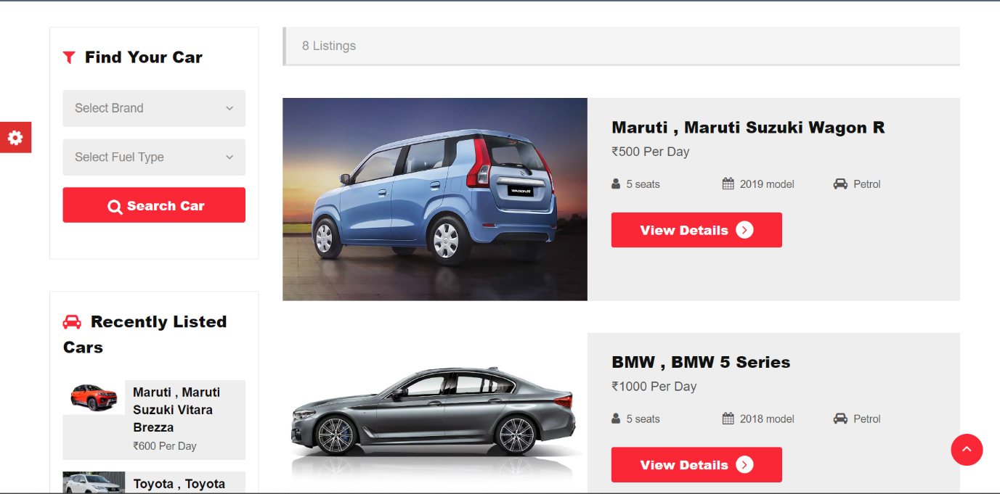 Find Your Car
Select Brand
Select Fuel Type
Search Car
Recently Listed
Cars
Maruti , Maruti
Suzuki Vitara
Brezza
₹600 Per Day
Toyota , Toyota
8 Listings
WAGONR
Maruti , Maruti Suzuki Wagon R
₹500 Per Day
5 seats 2019 model Petrol
View Details
BMW , BMW 5 Series
₹1000 Per Day
5 seats 2018 model Petrol
View Details